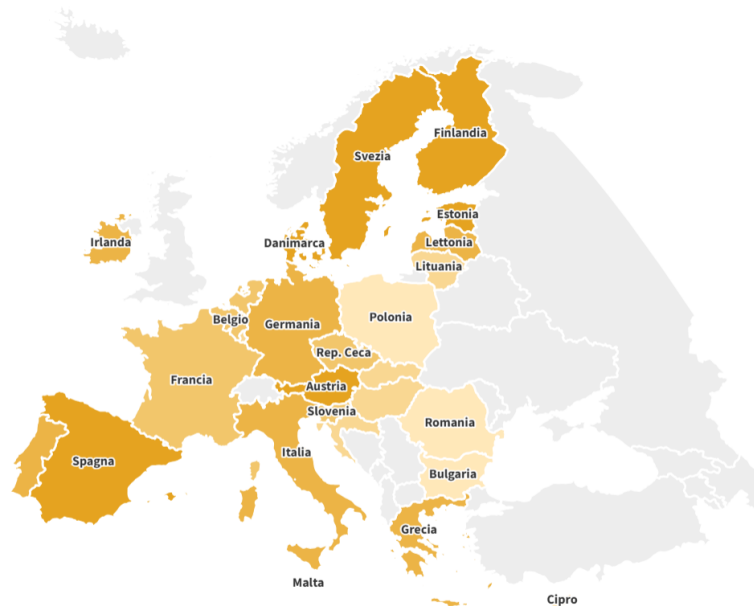 Finlandia
Svezia
Estonia
Irlanda
Danimarca
Lettonia
Lituania
Polonia
Belgio
Germania
Rep. Ceca
Francia
Austria
Slovenia
Romania
Italia
Spagna
Bulgaria
Grecia
Malta
Cipro